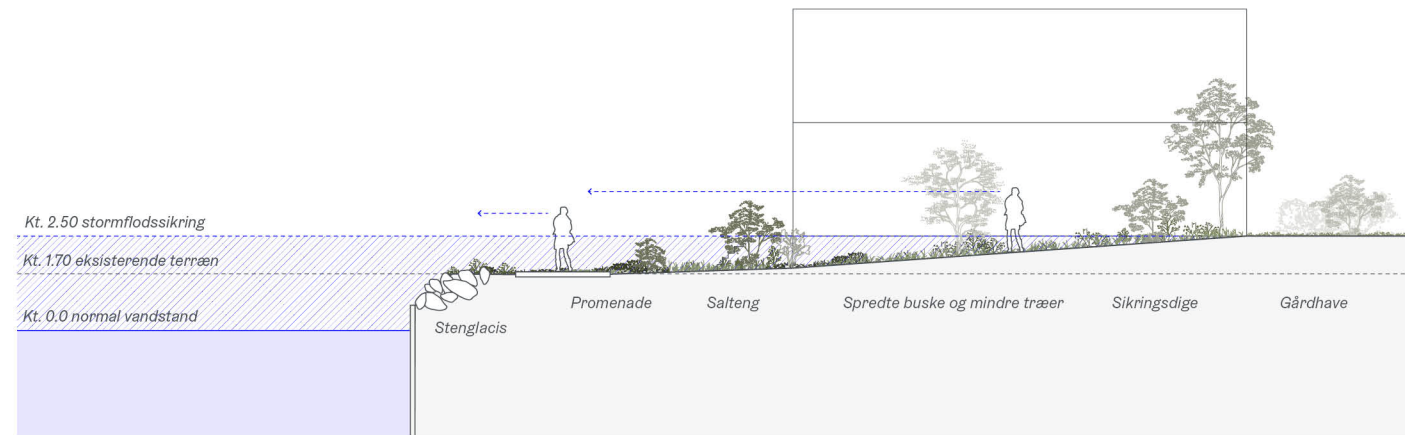 Kt. 2.50 stormflodssikring
Kt. 1.70 eksisterende terræn
Kt. 0.0 normal vandstand
Stenglacis
Promenade
Salteng
Spredte buske og mindre træer
Sikringsdige
Gårdhave